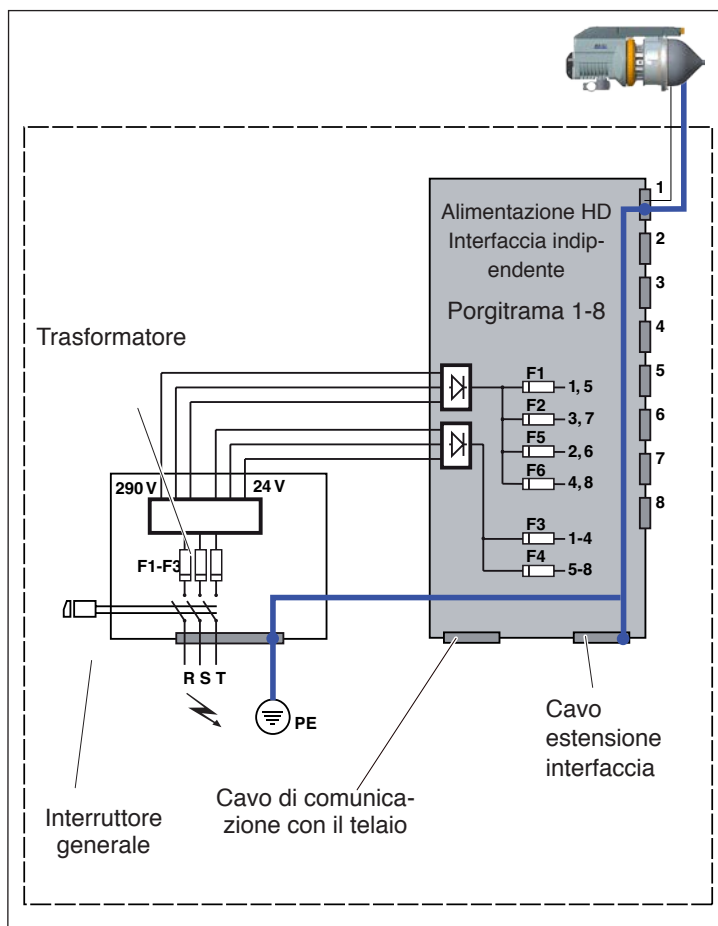 1
Alimentazione HD
Interfaccia indip-
endente
Porgitrama 1-8
2
3
4
5
6
7
8
Trasformatore
F1
1, 5
F2
3, 7
F5
2, 6
F6
4, 8
F3
1-4
F4
5-8
290 V
24 V
F1-F3
R S T
PE
Interruttore
generale
Cavo di comunica-
zione con il telaio
Cavo
estensione
interfaccia